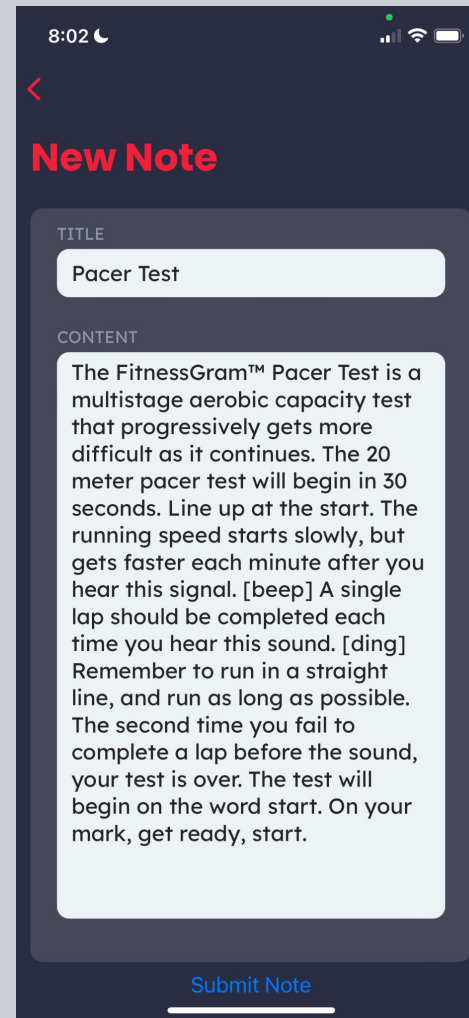 8:02
New Note
TITLE
Pacer Test
CONTENT
The FitnessGram™ Pacer Test is a
multistage aerobic capacity test
that progressively gets more
difficult as it continues. The 20
meter pacer test will begin in 30
seconds. Line up at the start. The
running speed starts slowly, but
gets faster each minute after you
hear this signal. [beep] A single
lap should be completed each
time you hear this sound. [ding]
Remember to run in a straight
line, and run as long as possible.
The second time you fail to
complete a lap before the sound,
your test is over. The test will
begin on the word start. On your
mark, get ready, start.
Submit Note